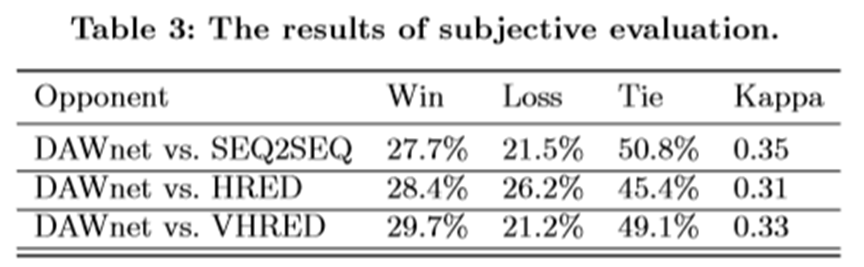 Table 3: The results of subjective evaluation.
Opponent Win Loss Tie Kappa
DAWnet vs. SEQ2SEQ 27.7% 21.5% 50.8% 0.35
DAWnet vs. HRED 28.4% 26.2% 45.4% 0.31
DAWnet vs. VHRED 29.7% 21.2% 49.1% 0.33